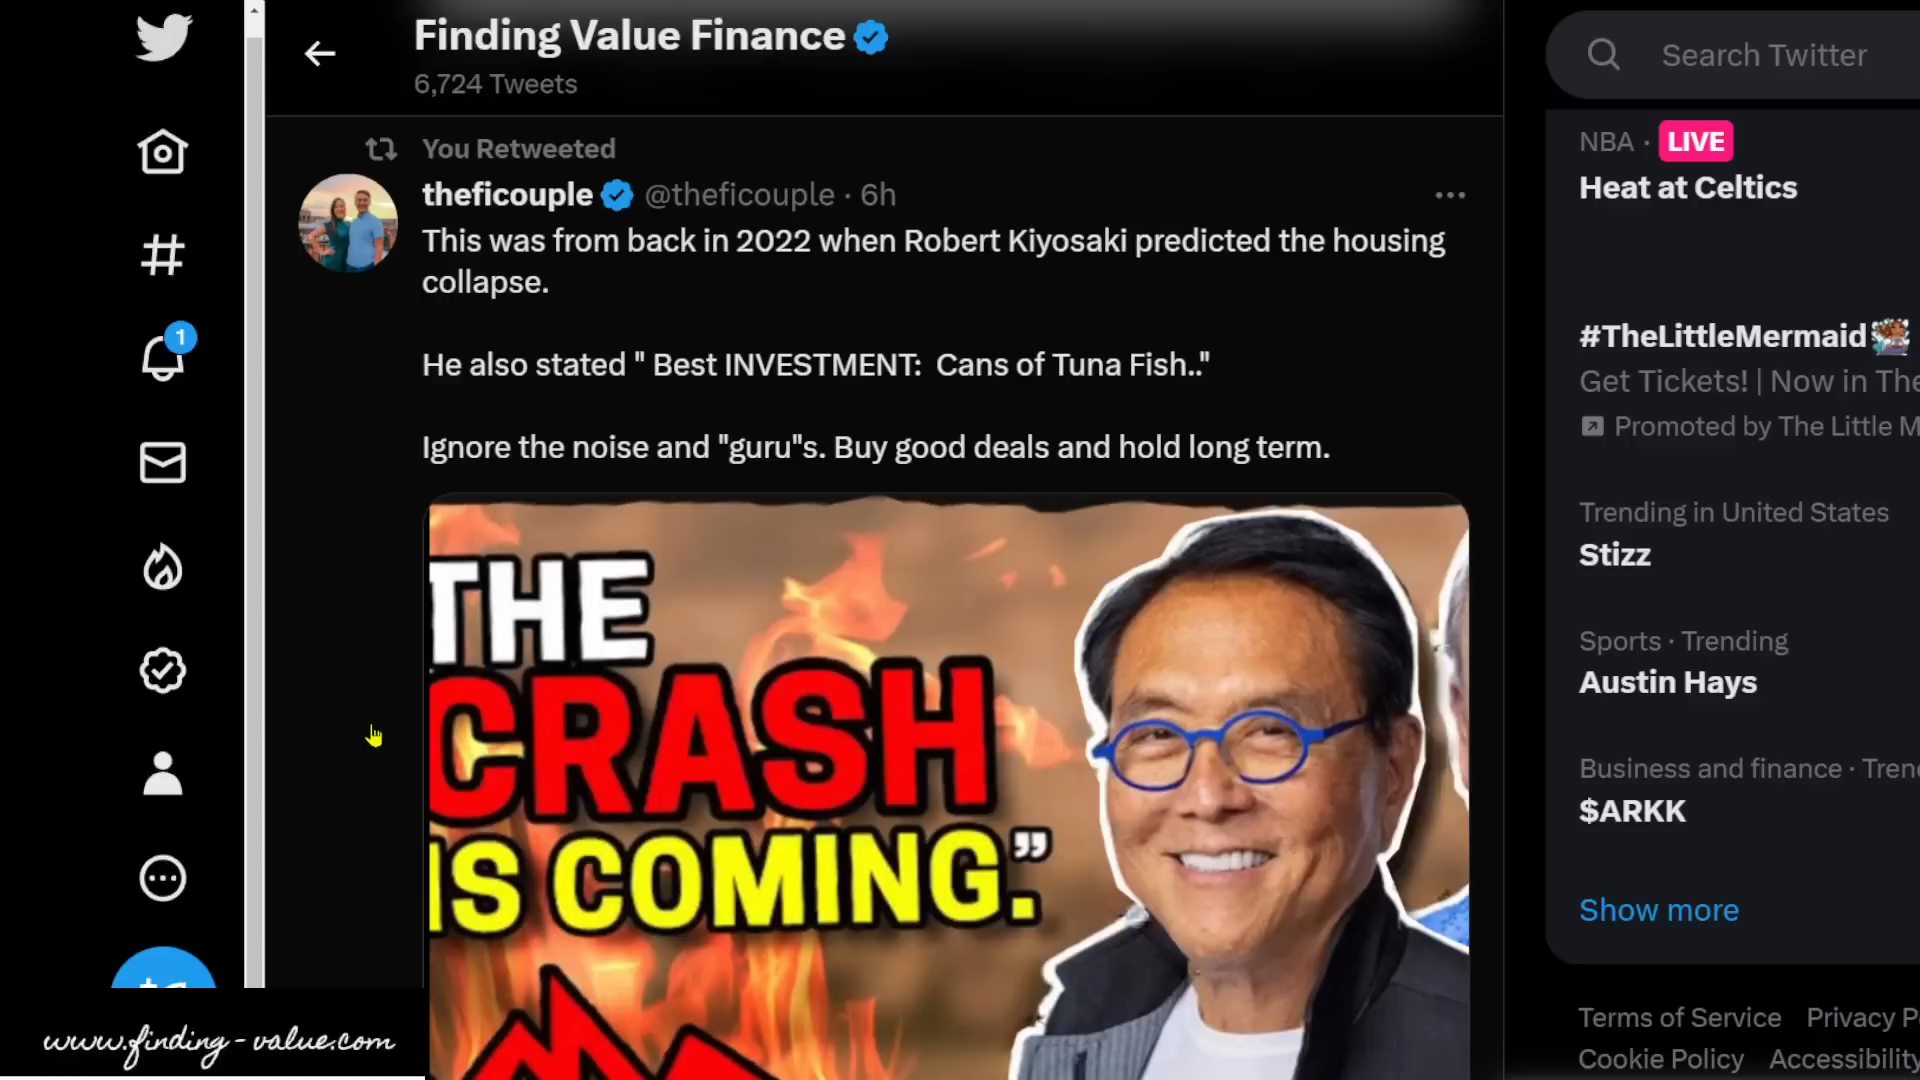 Finding Value Finance
6,724 Tweets
Search Twitter
You Retweeted
theficouple @theficouple · 6h
This was from back in 2022 when Robert Kiyosaki predicted the housing
collapse.
He also stated " Best INVESTMENT:  Cans of Tuna Fish.."
Ignore the noise and "guru"s. Buy good deals and hold long term.
THE
CRASH
IS COMING.”
1
NBA · LIVE
Heat at Celtics
#TheLittleMermaid
Get Tickets! | Now in The
Promoted by The Little M
Trending in United States
Stizz
Sports · Trending
Austin Hays
Business and finance · Tren
$ARKK
Show more
Terms of Service Privacy P
Cookie Policy Accessibility
www.finding-value.com